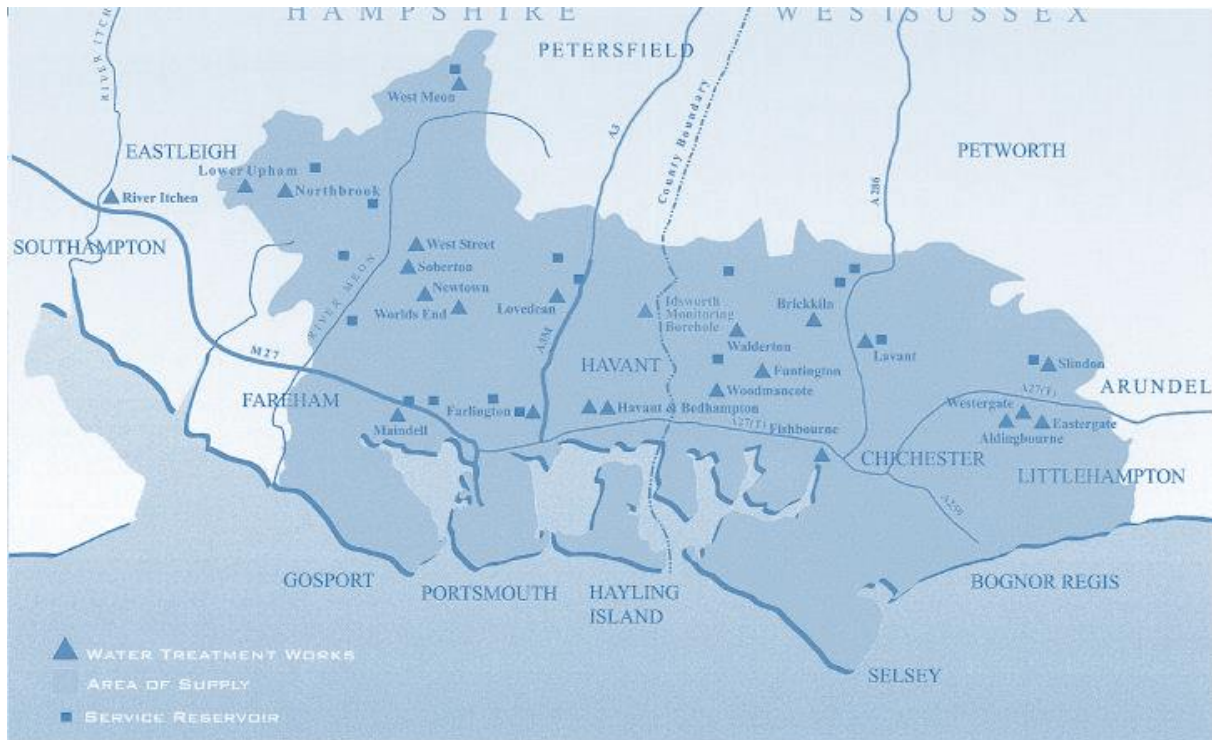 HAMPSHIRE
WEST SUSSEX
RIVER ITCH
PETERSFIELD
West Meon
A3
County Boundary
A 286
EASTLEIGH
PETWORTH
Lower Upham
River Itchen
Northbrook
SOUTHAMPTON
West Street
Soberton
RIVER MEON
Newtown
Worlds End
Lovedean
Idsworth
Monitoring
Borehole
Brickkiln
Walderton
Lavant
M27
A3M
HAVANT
Funtington
Slindon
ARUNDEL
FAREHAM
Woodmancote
A27(T)
Farlington
Havant & Bedhampton
Westergate
Maindell
A27(T)
Fishbourne
Eastergate
Aldingbourne
CHICHESTER
LITTLEHAMPTON
GOSPORT
PORTSMOUTH
HAYLING
ISLAND
BOGNOR REGIS
SELSEY
WATER TREATMENT WORKS
AREA OF SUPPLY
SERVICE RESERVOIR